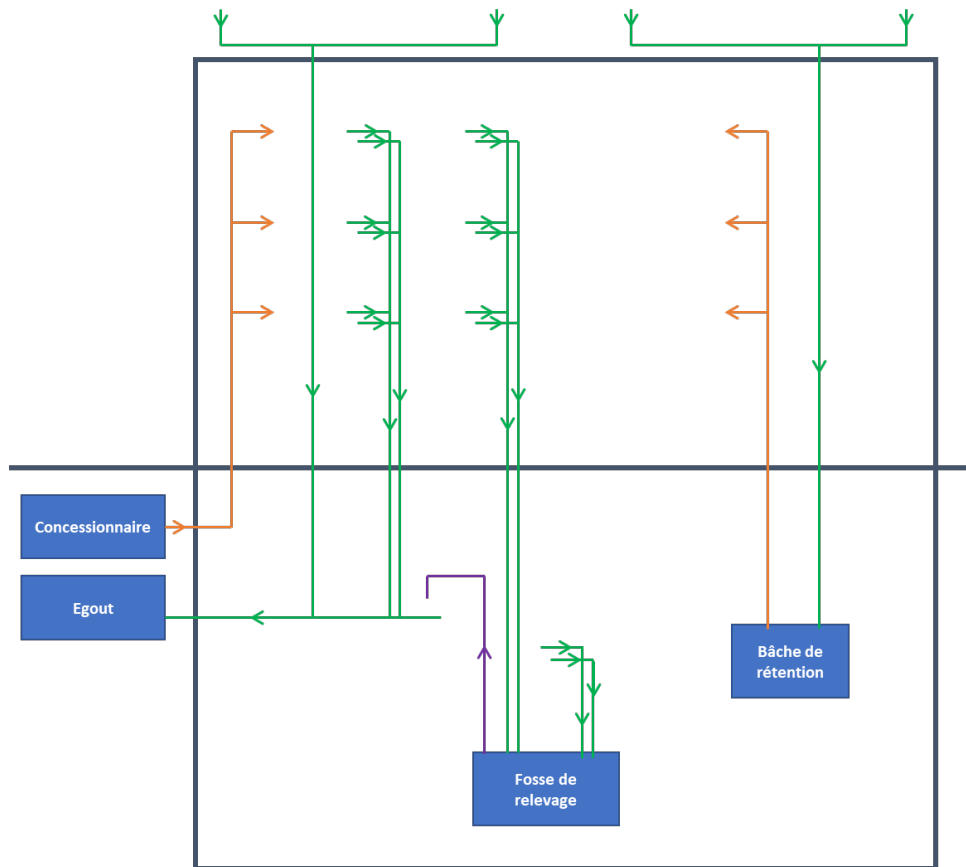 Concessionnaire
Egout
Bâche de
rétention
Fosse de
relevage